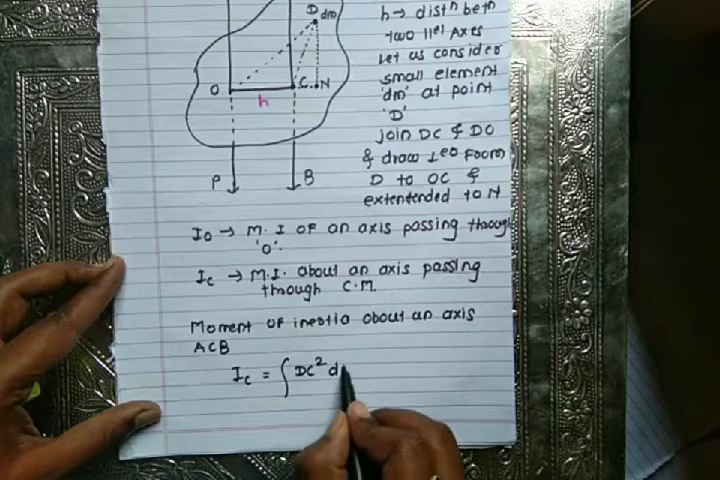 D dm
O C N
h
P B
h → distn betn
two llel Axes
Let us consider
small element
'dm' at point
'D'
join DC & DO
& draw ⊥er from
D to OC &
extentended to N
Io → M. I of an axis passing through
'o'.
Ic → M.I. about an axis passing
through C.M.
Moment of inertia about an axis
ACB
Ic = ∫ DC² d